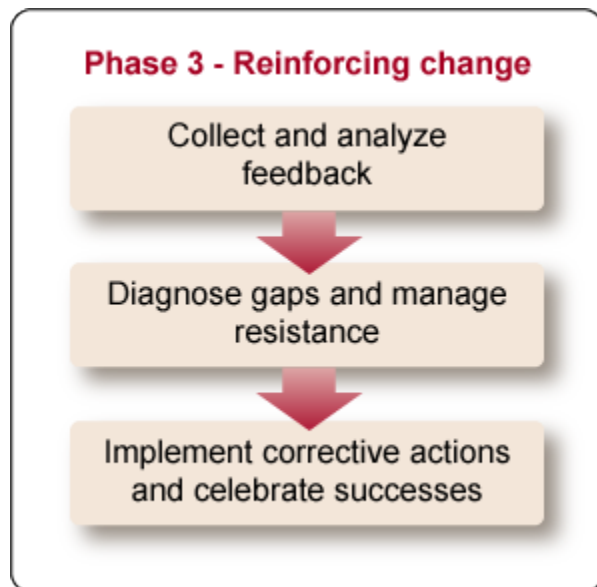 Phase 3 - Reinforcing change
Collect and analyze
feedback
Diagnose gaps and manage
resistance
Implement corrective actions
and celebrate successes